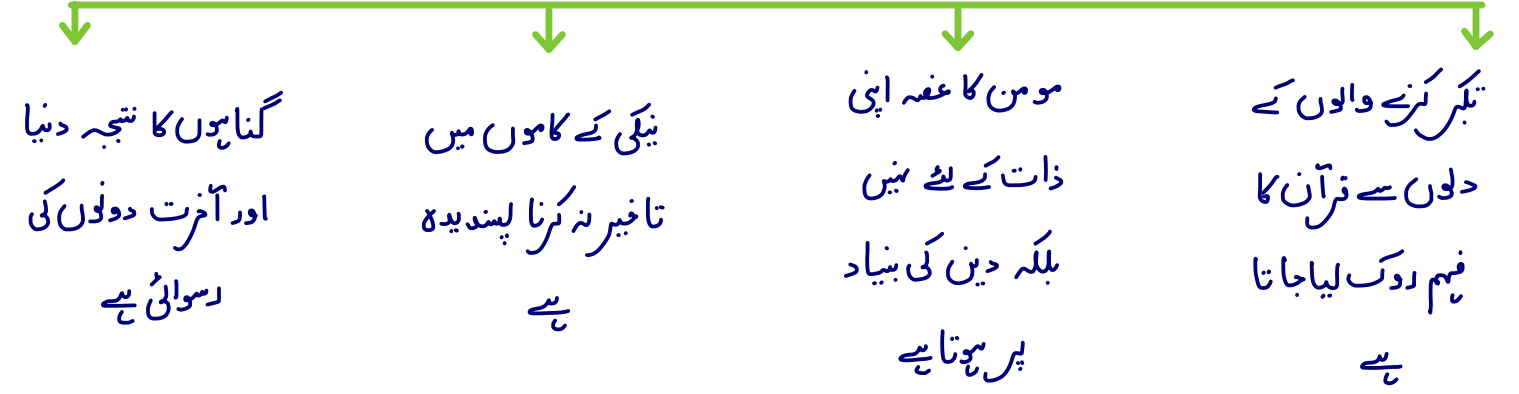 تکبر کرنے والوں کے
دلوں سے قرآن کا
فہم روک لیا جا تا
ہے
مومن کا غصہ اپنی
ذات کے لئے نہیں
بلکہ دین کی بنیاد
پر ہوتا ہے
نیکی کے کاموں میں
تاخیر نہ کرنا پسندیدہ
ہے
گناہوں کا نتیجہ دنیا
اور آخرت دونوں کی
رسوائی ہے